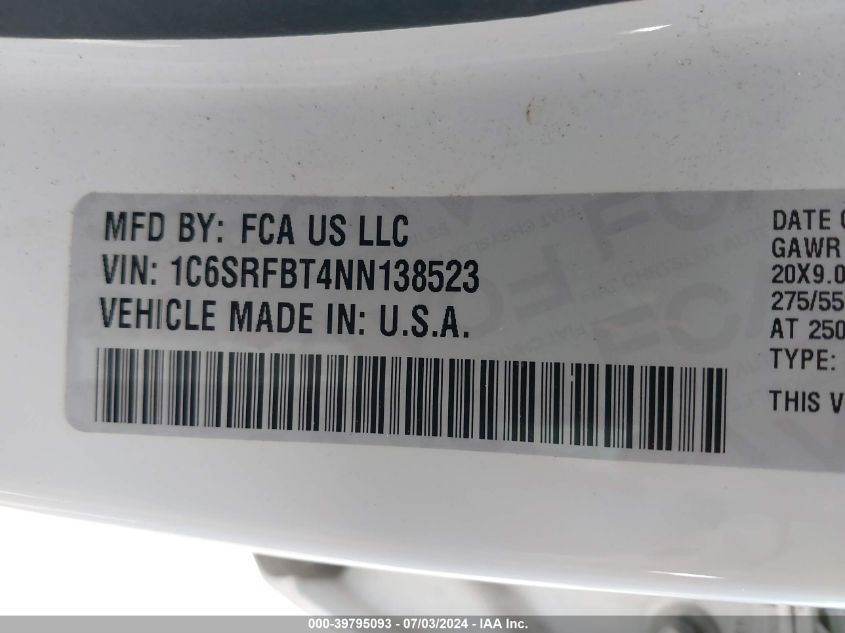 MFD BY: FCA US LLC
VIN: 1C6SRFBT4NN138523
VEHICLE MADE IN: U.S.A.
DATE
GAWR
20X9.0
275/55
AT 250
TYPE:
THIS
000-39795093 - 07/03/2024 - IAA Inc.